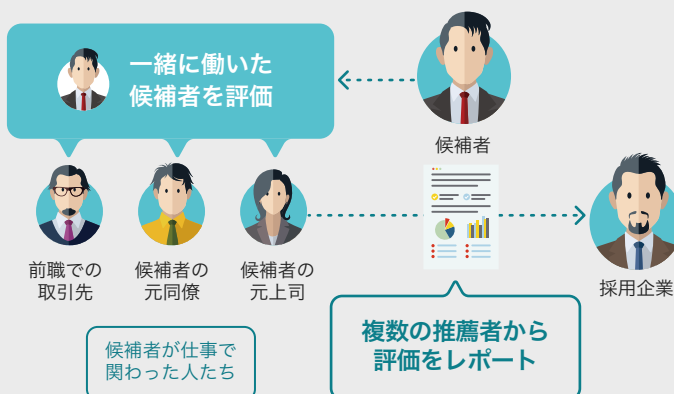 一緒に働いた
候補者を評価
候補者
前職での
取引先
候補者の
元同僚
候補者の
元上司
採用企業
候補者が仕事で
関わった人たち
複数の推薦者から
評価をレポート